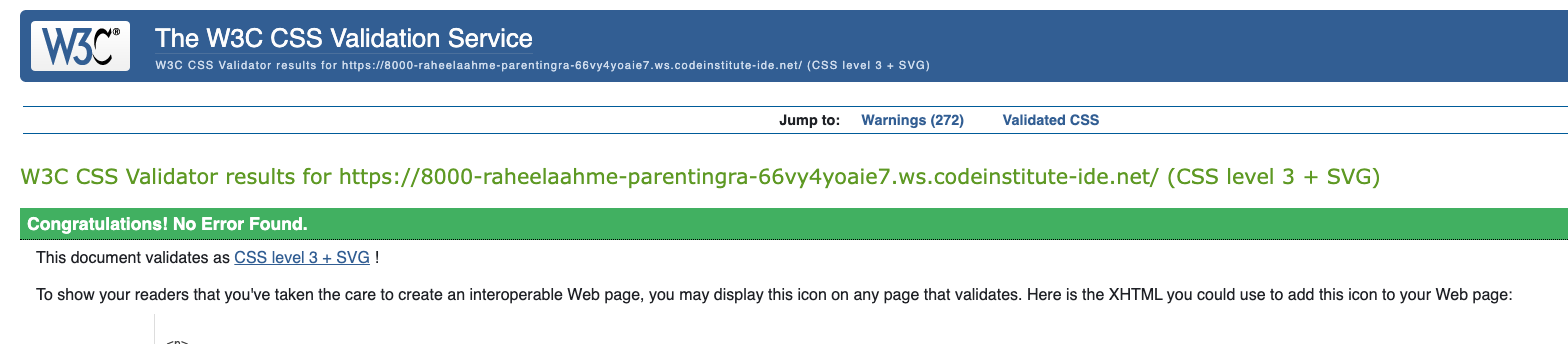 W3C®
The W3C CSS Validation Service
W3C CSS Validator results for https://8000-raheelaahme-parentingra-66vy4yoaie7.ws.codeinstitute-ide.net/ (CSS level 3 + SVG)
Jump to: Warnings (272) Validated CSS
W3C CSS Validator results for https://8000-raheelaahme-parentingra-66vy4yoaie7.ws.codeinstitute-ide.net/ (CSS level 3 + SVG)
Congratulations! No Error Found.
This document validates as CSS level 3 + SVG !
To show your readers that you've taken the care to create an interoperable Web page, you may display this icon on any page that validates. Here is the XHTML you could use to add this icon to your Web page: